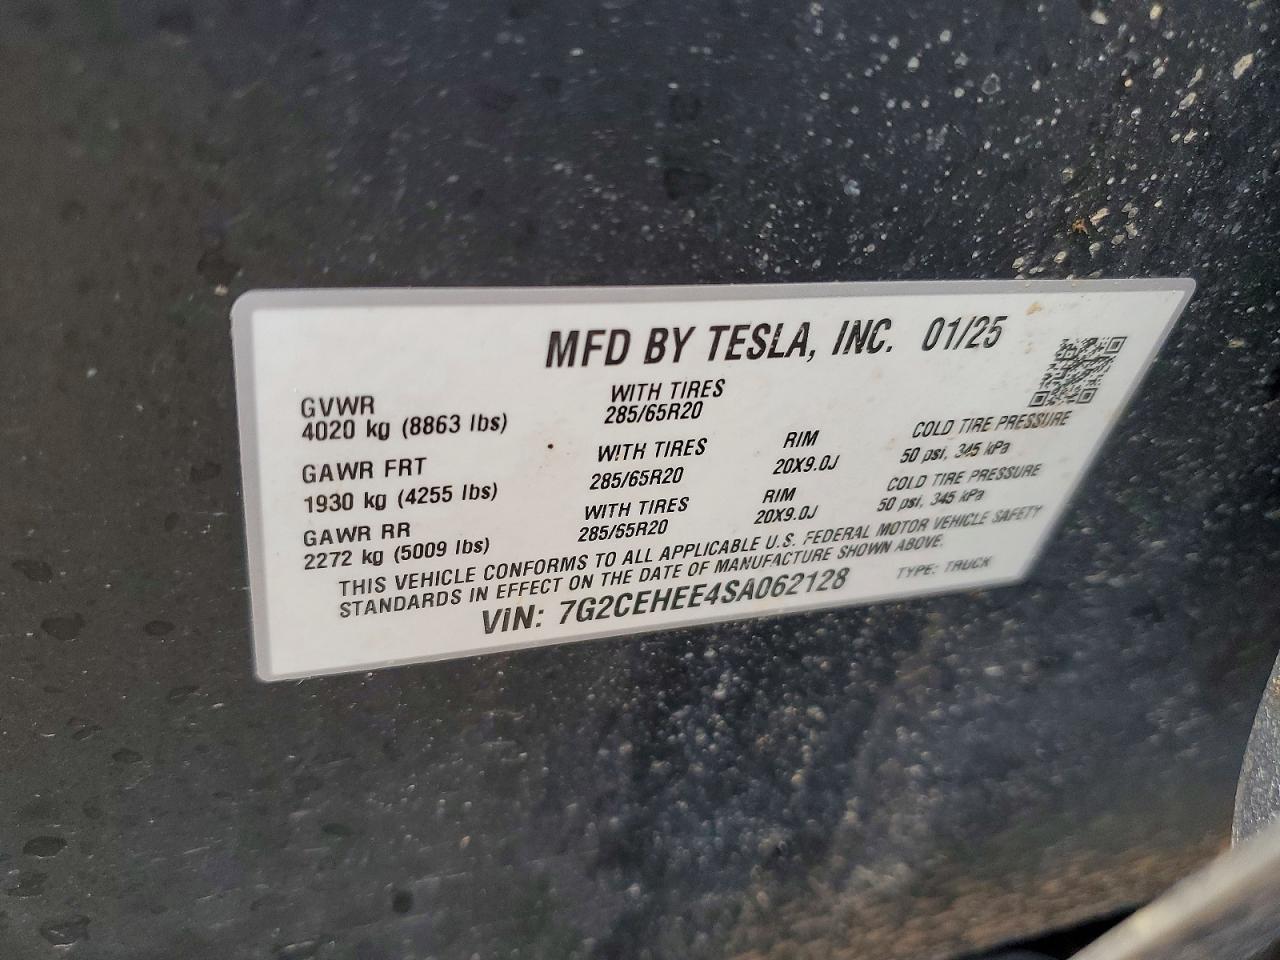 MFD BY TESLA, INC. 01/25
GVWR
4020 kg (8863 lbs)
WITH TIRES
285/65R20
GAWR FRT
1930 kg (4255 lbs)
WITH TIRES
285/65R20
RIM
20X9.0J
COLD TIRE PRESSURE
50 psi, 345 kPa
GAWR RR
2272 kg (5009 lbs)
WITH TIRES
285/65R20
RIM
20X9.0J
COLD TIRE PRESSURE
50 psi, 345 kPa
THIS VEHICLE CONFORMS TO ALL APPLICABLE U.S. FEDERAL MOTOR VEHICLE SAFETY
STANDARDS IN EFFECT ON THE DATE OF MANUFACTURE SHOWN ABOVE.
VIN: 7G2CEHEE4SA062128
TYPE: TRUCK